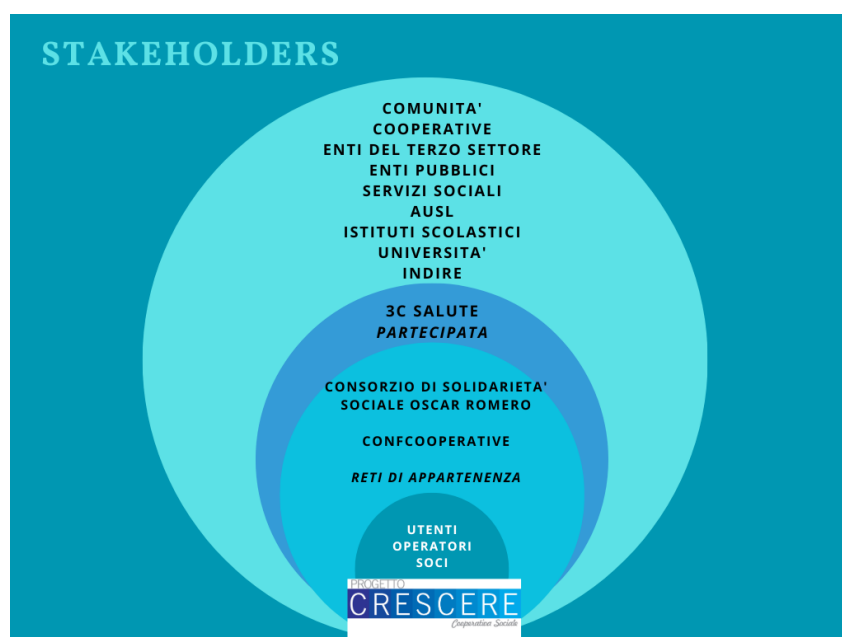 STAKEHOLDERS
COMUNITA'
COOPERATIVE
ENTI DEL TERZO SETTORE
ENTI PUBBLICI
SERVIZI SOCIALI
AUSL
ISTITUTI SCOLASTICI
UNIVERSITA'
INDIRE
3C SALUTE
PARTECIPATA
CONSORZIO DI SOLIDARIETA'
SOCIALE OSCAR ROMERO
CONFCOOPERATIVE
RETI DI APPARTENENZA
UTENTI
OPERATORI
SOCI
PROGETTO
CRESCERE
Cooperativa Sociale